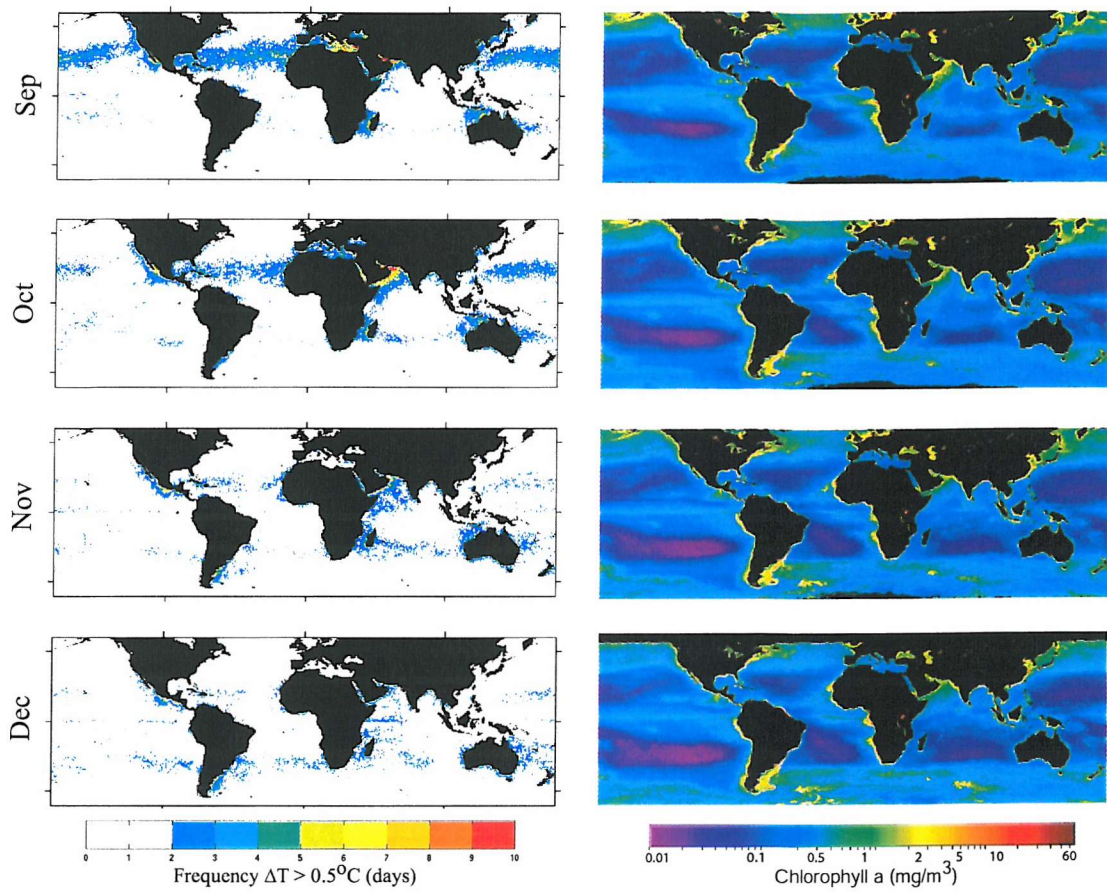 Sep
Oct
Nov
Dec
0 1 2 3 4 5 6 7 8 9 10
Frequency ΔT > 0.5°C (days)
0.01 0.1 0.5 1 2 5 10 60
Chlorophyll a (mg/m³)